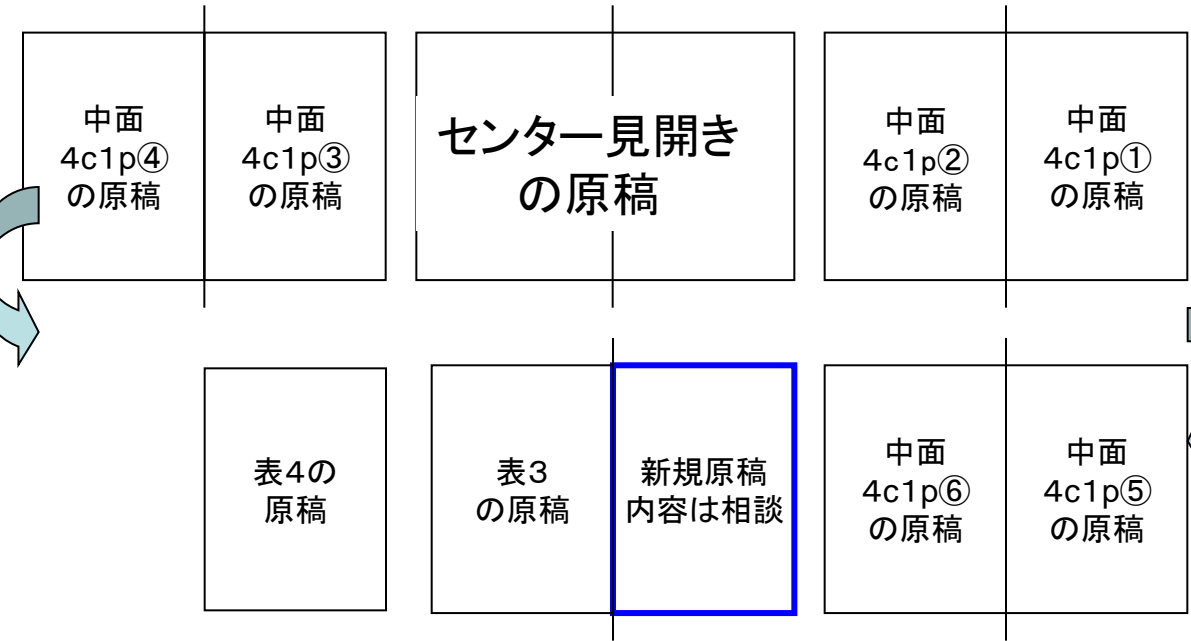 中面
4c1p④
の原稿
中面
4c1p③
の原稿
センター見開き
の原稿
中面
4c1p②
の原稿
中面
4c1p①
の原稿
表4の
原稿
表3
の原稿
新規原稿
内容は相談
中面
4c1p⑥
の原稿
中面
4c1p⑤
の原稿